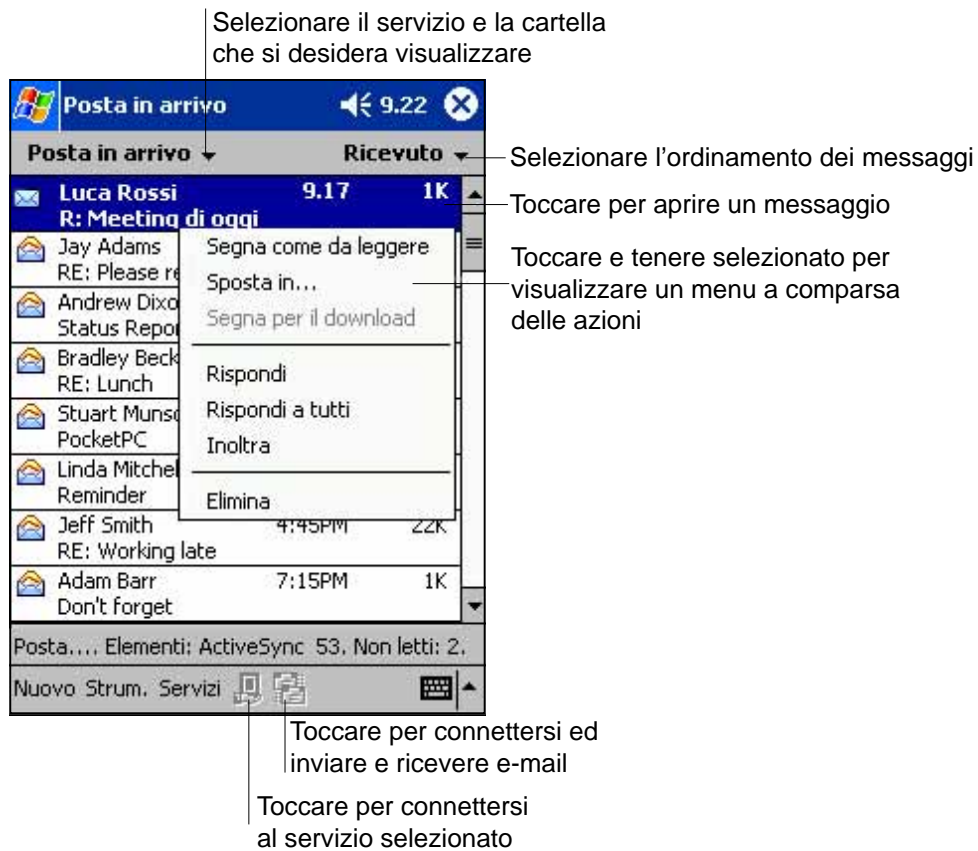 Selezionare il servizio e la cartella
che si desidera visualizzare
Posta in arrivo 9.22
Posta in arrivo Ricevuto
Selezionare l'ordinamento dei messaggi
Luca Rossi 9.17 1K
R: Meeting di oggi
Toccare per aprire un messaggio
Jay Adams
RE: Please re
Andrew Dixo
Status Repor
Bradley Beck
RE: Lunch
Stuart Munso
PocketPC
Linda Mitchel
Reminder
Jeff Smith 4:45PM 22K
RE: Working late
Adam Barr 7:15PM 1K
Don't forget
Segna come da leggere
Sposta in...
Segna per il download
Rispondi
Rispondi a tutti
Inoltra
Elimina
Toccare e tenere selezionato per
visualizzare un menu a comparsa
delle azioni
Posta.... Elementi: ActiveSync 53. Non letti: 2.
Nuovo Strum. Servizi
Toccare per connettersi ed
inviare e ricevere e-mail
Toccare per connettersi
al servizio selezionato